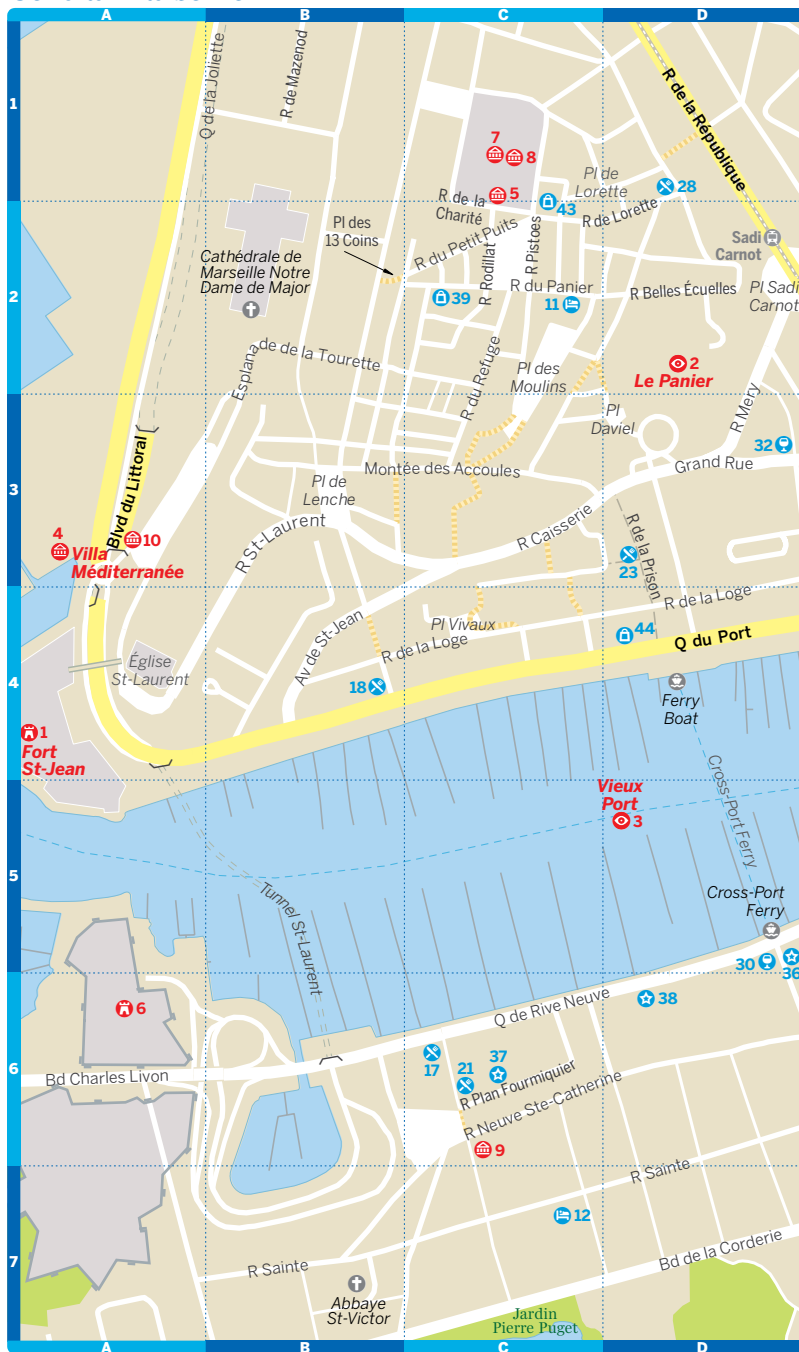 A
B
C
D
1
Q de la Joliette
R de Mazenod
7
8
5
R de la
Charité
43
Pl de
Lorette
28
R de la République
R de Lorette
Sadi
Carnot
Pl des
13 Coins
R du Petit Puits
R Rodillat
R Pistoes
2
Cathédrale de
Marseille Notre
Dame de Major
39
R du Panier
11
R Belles Écuelles
Pl Sadi
Carnot
Esplanade de la Tourette
R du Refuge
Pl des
Moulins
2
Le Panier
Pl
Daviel
R Mery
32
3
Blvd du Littoral
Montée des Accoules
Grand Rue
Pl de
Lenche
R St-Laurent
R Caisserie
R de la Prison
4
Villa
Méditerranée
10
23
R de la Loge
Av de St-Jean
Pl Vivaux
R de la Loge
44
Q du Port
4
Église
St-Laurent
18
Ferry
Boat
1
Fort
St-Jean
Cross-Port Ferry
Vieux
Port
3
5
Tunnel St-Laurent
Cross-Port
Ferry
30
36
6
38
Q de Rive Neuve
6
Bd Charles Livon
17
21
37
R Plan Fourmiquier
R Neuve Ste-Catherine
9
R Sainte
12
7
R Sainte
Bd de la Corderie
Abbaye
St-Victor
Jardin
Pierre Puget
A
B
C
D